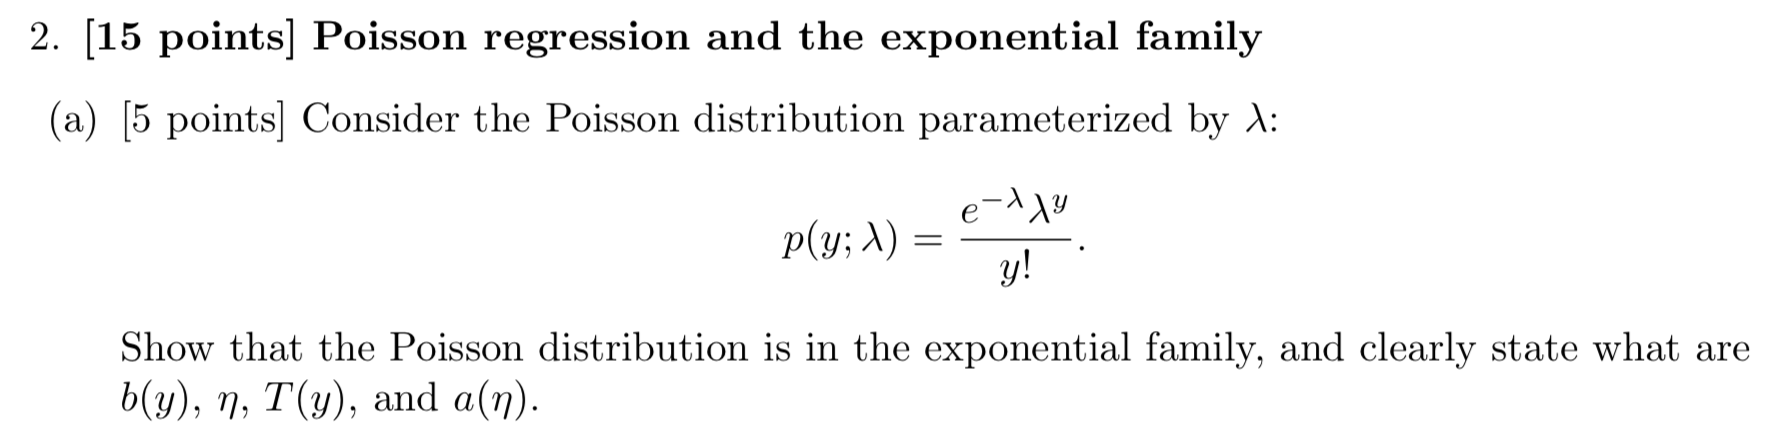 2. [15 points] Poisson regression and the exponential family
(a) [5 points] Consider the Poisson distribution parameterized by λ:
p(y; λ) = \frac{e^{-λ} λ^y}{y!}.
Show that the Poisson distribution is in the exponential family, and clearly state what are
b(y), η, T(y), and a(η).